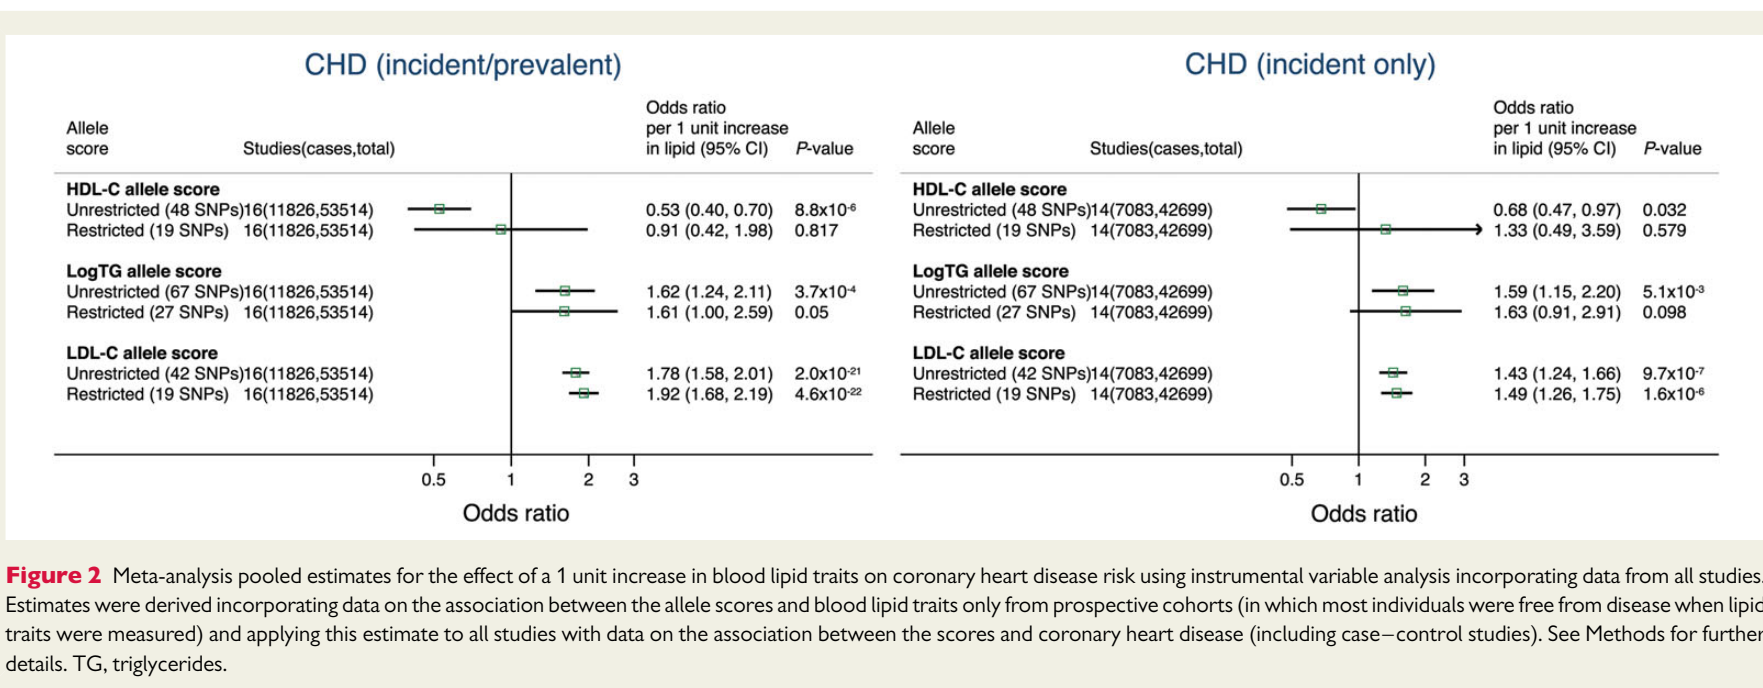 CHD (incident/prevalent)
Allele score Studies(cases,total) Odds ratio per 1 unit increase in lipid (95% CI) P-value
HDL-C allele score
Unrestricted (48 SNPs)16(11826,53514) 0.53 (0.40, 0.70) 8.8x10⁻⁶
Restricted (19 SNPs) 16(11826,53514) 0.91 (0.42, 1.98) 0.817
LogTG allele score
Unrestricted (67 SNPs)16(11826,53514) 1.62 (1.24, 2.11) 3.7x10⁻⁴
Restricted (27 SNPs) 16(11826,53514) 1.61 (1.00, 2.59) 0.05
LDL-C allele score
Unrestricted (42 SNPs)16(11826,53514) 1.78 (1.58, 2.01) 2.0x10⁻²¹
Restricted (19 SNPs) 16(11826,53514) 1.92 (1.68, 2.19) 4.6x10⁻²²
0.5 1 2 3
Odds ratio
CHD (incident only)
Allele score Studies(cases,total) Odds ratio per 1 unit increase in lipid (95% CI) P-value
HDL-C allele score
Unrestricted (48 SNPs)14(7083,42699) 0.68 (0.47, 0.97) 0.032
Restricted (19 SNPs) 14(7083,42699) 1.33 (0.49, 3.59) 0.579
LogTG allele score
Unrestricted (67 SNPs)14(7083,42699) 1.59 (1.15, 2.20) 5.1x10⁻³
Restricted (27 SNPs) 14(7083,42699) 1.63 (0.91, 2.91) 0.098
LDL-C allele score
Unrestricted (42 SNPs)14(7083,42699) 1.43 (1.24, 1.66) 9.7x10⁻⁷
Restricted (19 SNPs) 14(7083,42699) 1.49 (1.26, 1.75) 1.6x10⁻⁶
0.5 1 2 3
Odds ratio
Figure 2 Meta-analysis pooled estimates for the effect of a 1 unit increase in blood lipid traits on coronary heart disease risk using instrumental variable analysis incorporating data from all studies.
Estimates were derived incorporating data on the association between the allele scores and blood lipid traits only from prospective cohorts (in which most individuals were free from disease when lipid
traits were measured) and applying this estimate to all studies with data on the association between the scores and coronary heart disease (including case–control studies). See Methods for further
details. TG, triglycerides.